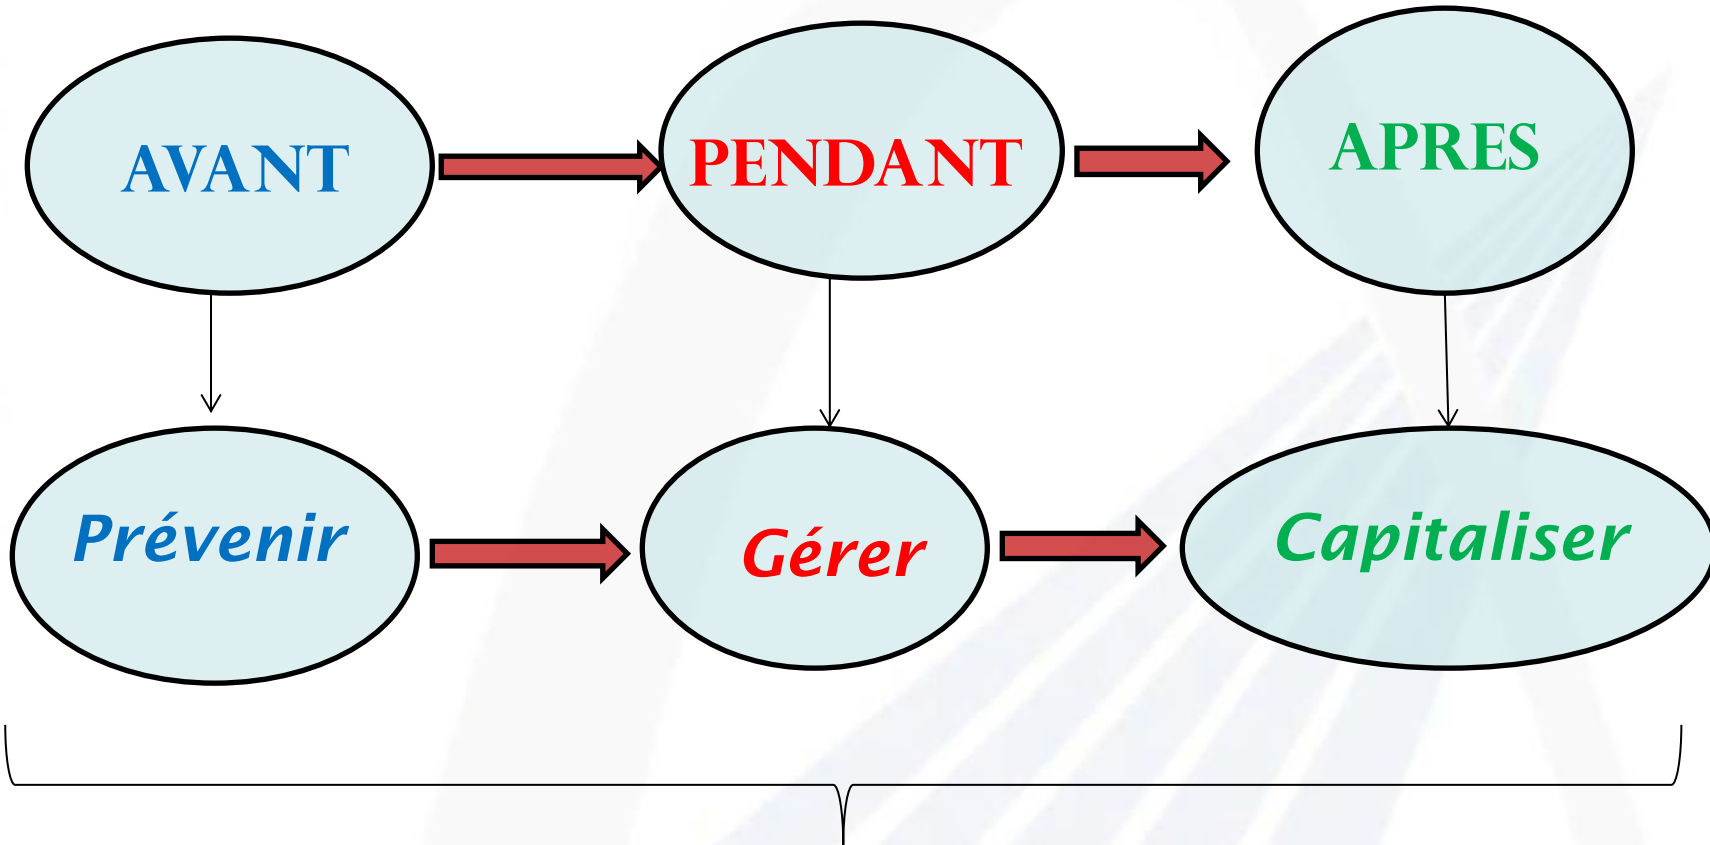 AVANT
PENDANT
APRES
Prévenir
Gérer
Capitaliser